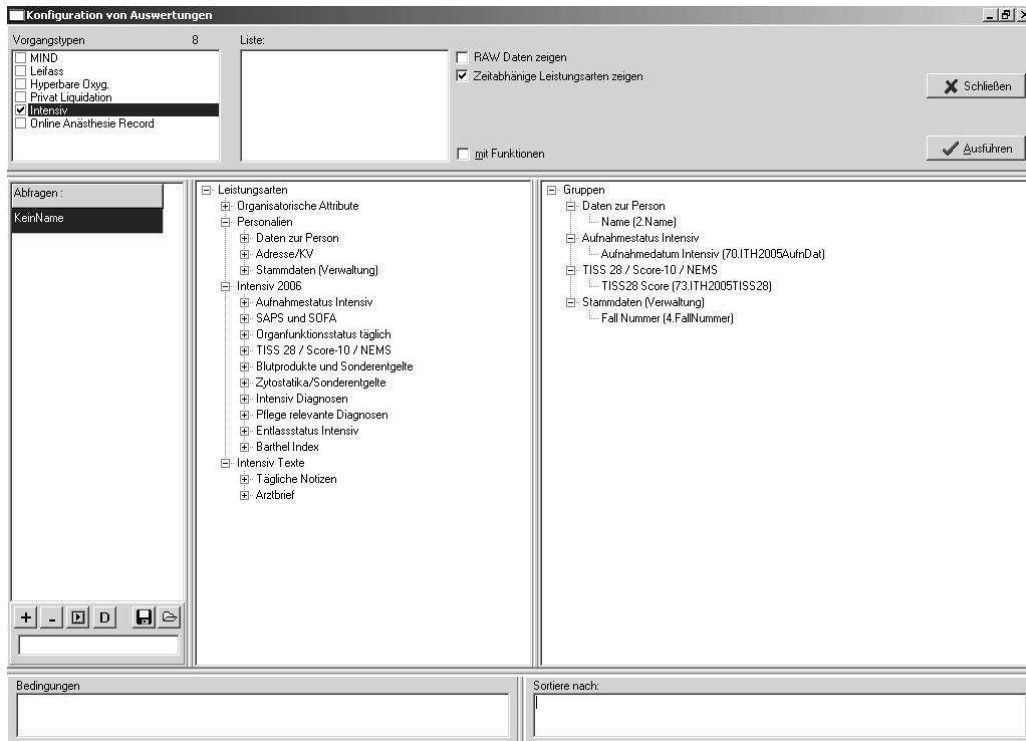 Konfiguration von Auswertungen
Vorgangstypen 8
MIND
Leifass
Hyperbare Oxyg.
Privat Liquidation
Intensiv
Online Anästhesie Record
Liste:
RAW Daten zeigen
Zeitabhänige Leistungsarten zeigen
mit Funktionen
Schließen
Ausführen
Abfragen :
KeinName
Leistungsarten
Organisatorische Attribute
Personalien
Daten zur Person
Adresse/KV
Stammdaten (Verwaltung)
Intensiv 2006
Aufnahmestatus Intensiv
SAPS und SOFA
Organfunktionsstatus täglich
TISS 28 / Score-10 / NEMS
Blutprodukte und Sonderentgelte
Zytostatika/Sonderentgelte
Intensiv Diagnosen
Pflege relevante Diagnosen
Entlassstatus Intensiv
Barthel Index
Intensiv Texte
Tägliche Notizen
Arztbrief
Gruppen
Daten zur Person
Name (2.Name)
Aufnahmestatus Intensiv
Aufnahmedatum Intensiv (70.ITH2005AufnDat)
TISS 28 / Score-10 / NEMS
TISS28 Score (73.ITH2005TISS28)
Stammdaten (Verwaltung)
Fall Nummer (4.FallNummer)
D
Bedingungen
Sortiere nach: